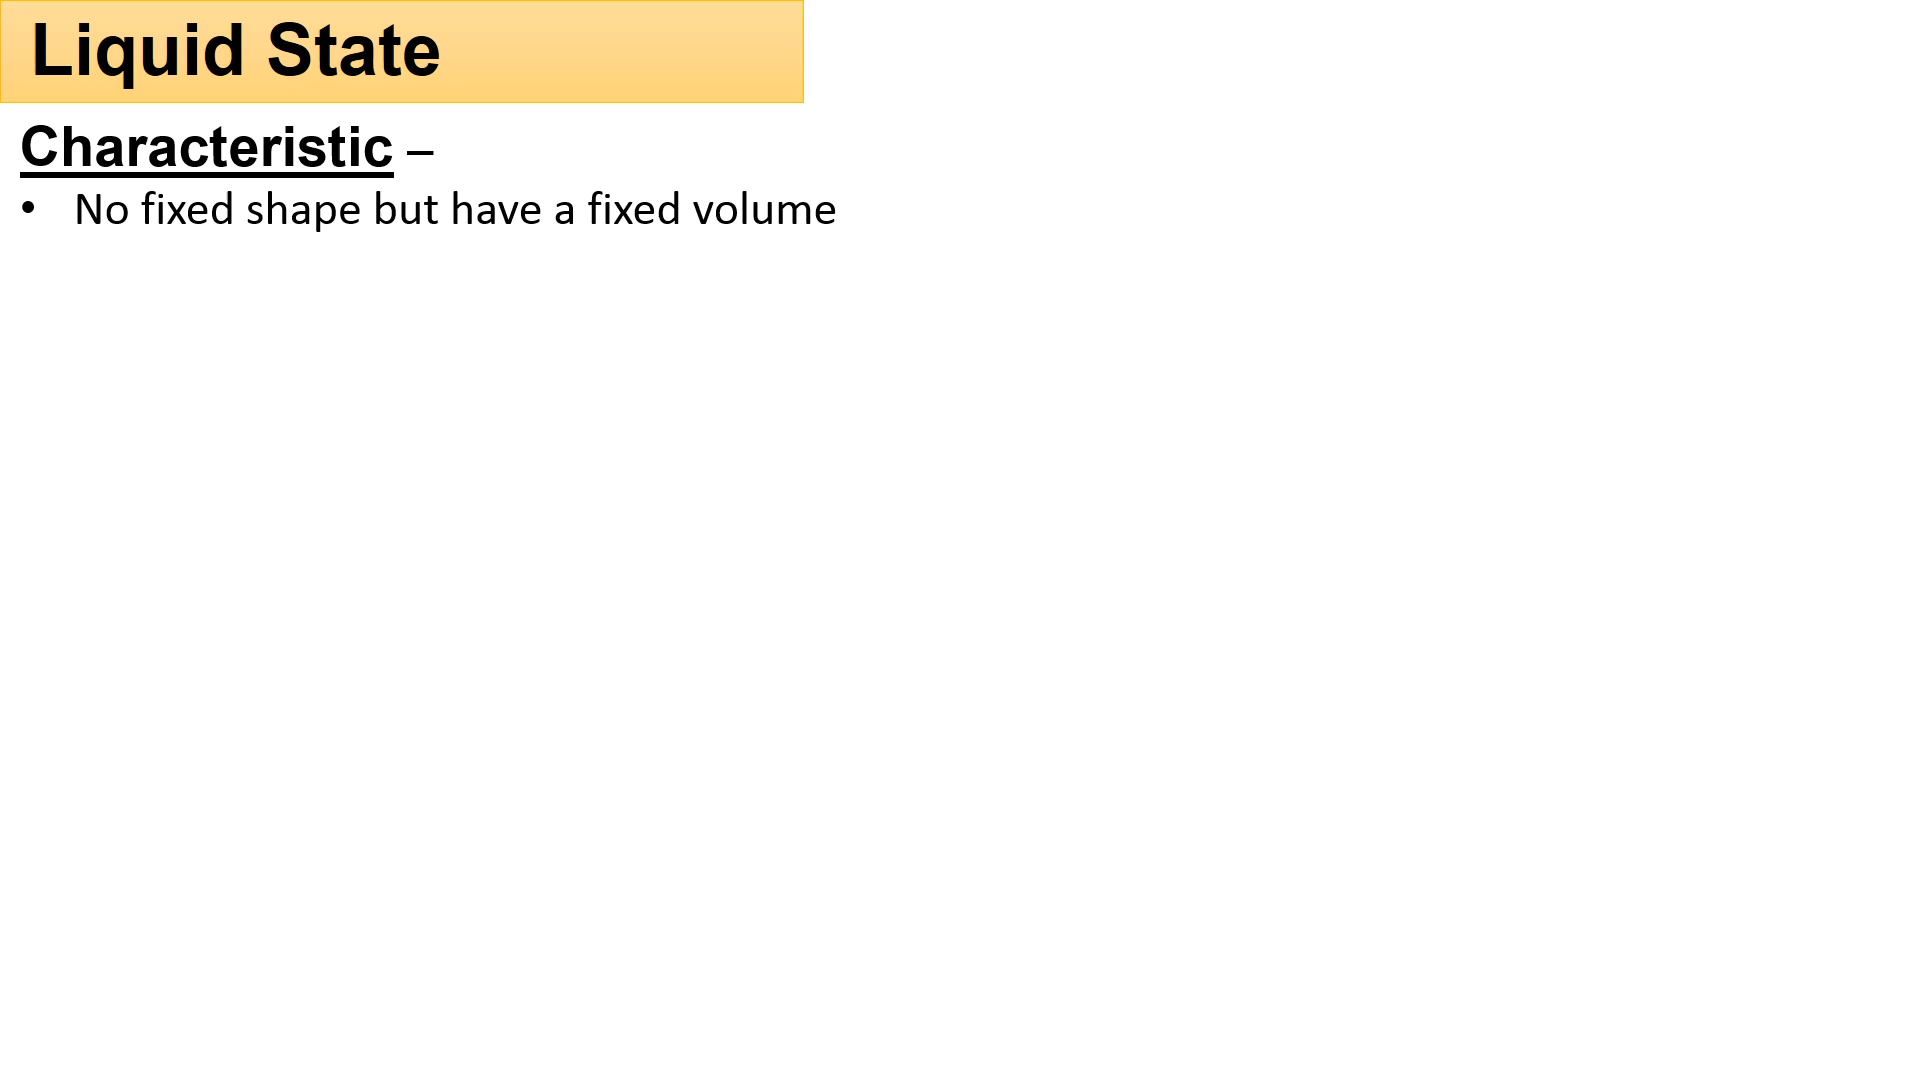 Liquid State
Characteristic –
• No fixed shape but have a fixed volume